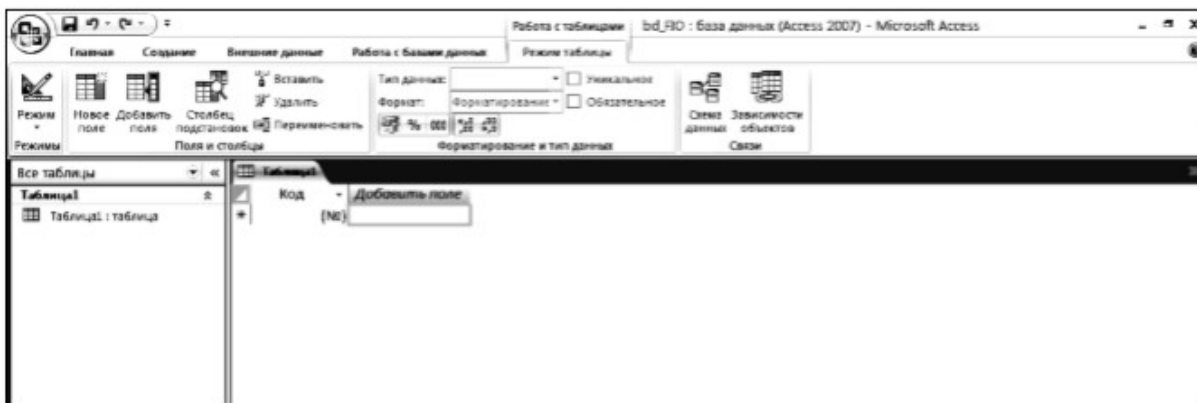 Работа с таблицами bd_FIO : база данных (Access 2007) - Microsoft Access
Главная Создание Внешние данные Работа с базами данных Режим таблицы
Режим
Новое поле
Добавить поля
Столбец подстановок
Вставить
Удалить
Переименовать
Тип данных:
Формат: Форматирование
% 000
Уникальное
Обязательное
Схема данных
Зависимости объектов
Режимы Поля и столбцы Форматирование и тип данных Связи
Все таблицы
Таблица1
Таблица1 : таблица
Таблица1
Код Добавить поле
(№)